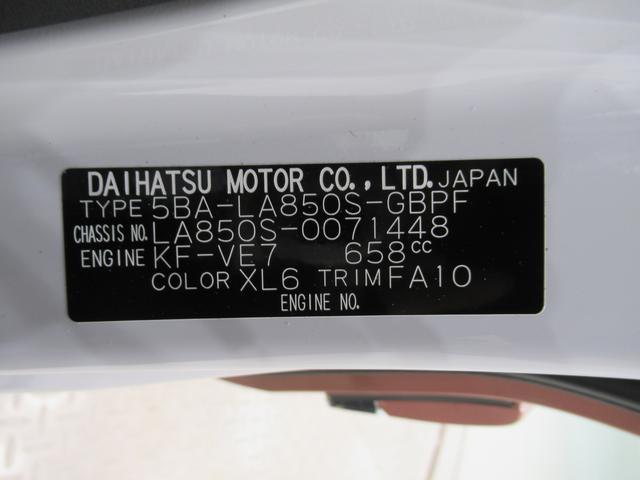 DAIHATSU MOTOR CO., LTD. JAPAN
TYPE 5BA-LA850S-GBPF
CHASSIS NO. LA850S-0071448
ENGINE KF-VE7 658cc
COLOR XL6 TRIM FA10
ENGINE NO.